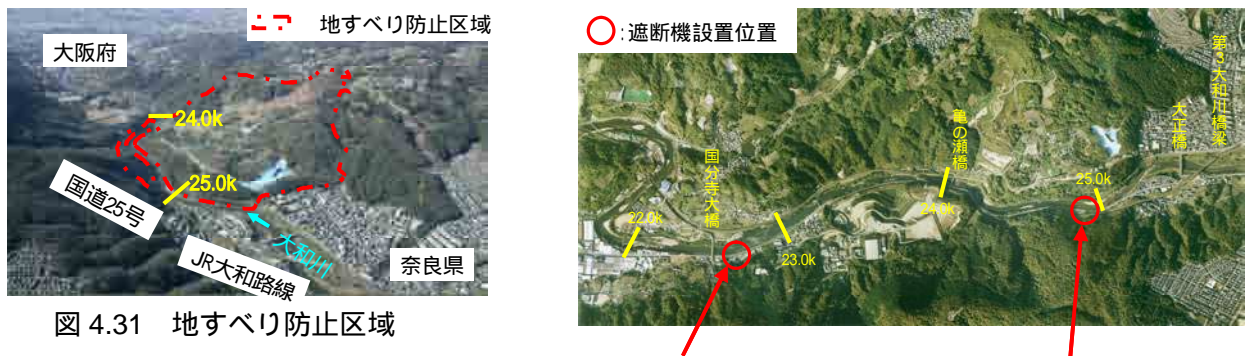 地すべり防止区域
大阪府
24.0k
25.0k
国道25号
大和川
JR大和路線
奈良県
図 4.31 地すべり防止区域
:遮断機設置位置
第3大和川橋梁
大正橋
亀の瀬橋
国分寺大橋
25.0k
24.0k
22.0k
23.0k